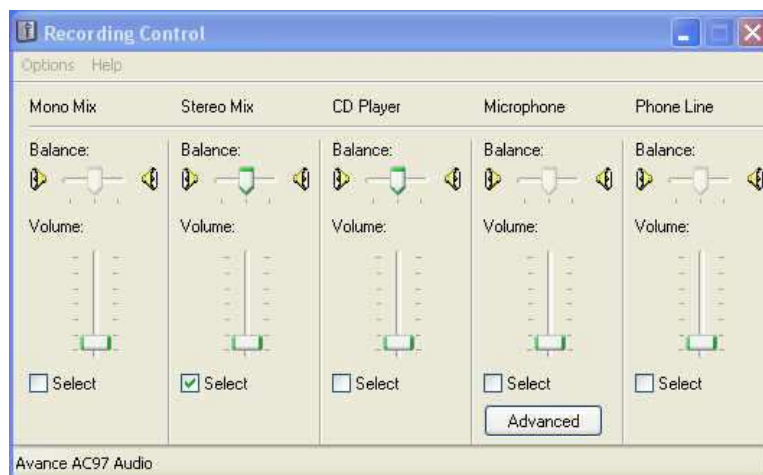 Recording Control
Options Help
Mono Mix Stereo Mix CD Player Microphone Phone Line
Balance: Balance: Balance: Balance: Balance:
Volume: Volume: Volume: Volume: Volume:
Select Select Select Select Select
Advanced
Avance AC97 Audio